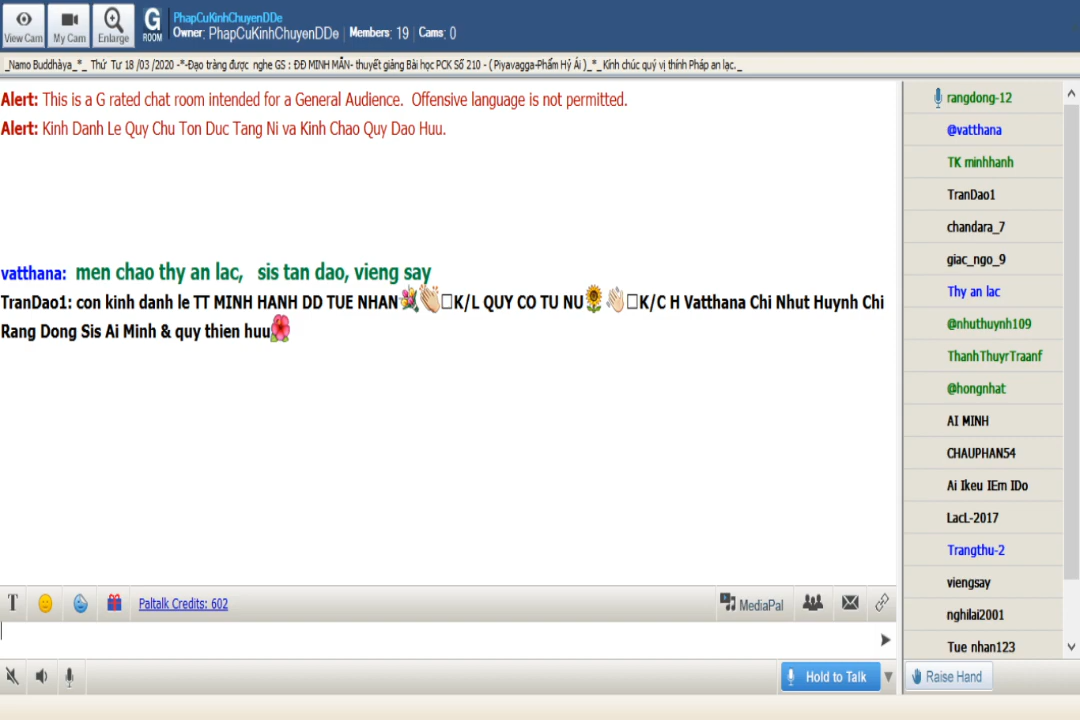 View Cam
My Cam
Enlarge
G
ROOM
PhapCuKinhChuyenDDe
Owner: PhapCuKinhChuyenDDe | Members: 19 | Cams: 0
_Namo Buddhàya_*_ Thứ Tư 18 /03 /2020 -*-Đạo tràng được nghe GS : ĐĐ MINH MẪN- thuyết giảng Bài học PCK Số 210 - ( Piyavagga-Phẩm Hỷ Ái )_*_Kính chúc quý vị thính Pháp an lạc._
Alert: This is a G rated chat room intended for a General Audience. Offensive language is not permitted.
Alert: Kinh Danh Le Quy Chu Ton Duc Tang Ni va Kinh Chao Quy Dao Huu.
vatthana: men chao thy an lac, sis tan dao, vieng say
TranDao1: con kinh danh le TT MINH HANH DD TUE NHAN💐👏□K/L QUY CO TU NU🌻👋□K/C H Vatthana Chi Nhut Huynh Chi
Rang Dong Sis Ai Minh & quy thien huu🌺
rangdong-12
@vatthana
TK minhhanh
TranDao1
chandara_7
giac_ngo_9
Thy an lac
@nhuthuynh109
ThanhThuyrTraanf
@hongnhat
AI MINH
CHAUPHAN54
Ai Ikeu IEm IDo
LacL-2017
Trangthu-2
viengsay
nghilai2001
Tue nhan123
T
Paltalk Credits: 602
MediaPal
Hold to Talk
Raise Hand